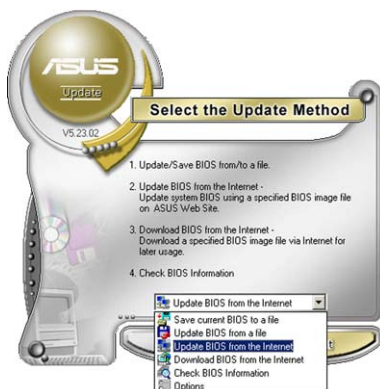 ASUS
Update
V5.23.02
Select the Update Method
1. Update/Save BIOS from/to a file.
2. Update BIOS from the Internet -
Update system BIOS using a specified BIOS image file
on ASUS Web Site.
3. Download BIOS from the Internet -
Download a specified BIOS image file via Internet for
later usage.
4. Check BIOS Information
Update BIOS from the Internet
Save current BIOS to a file
Update BIOS from a file
Update BIOS from the Internet
Download BIOS from the Internet
Check BIOS Information
Options